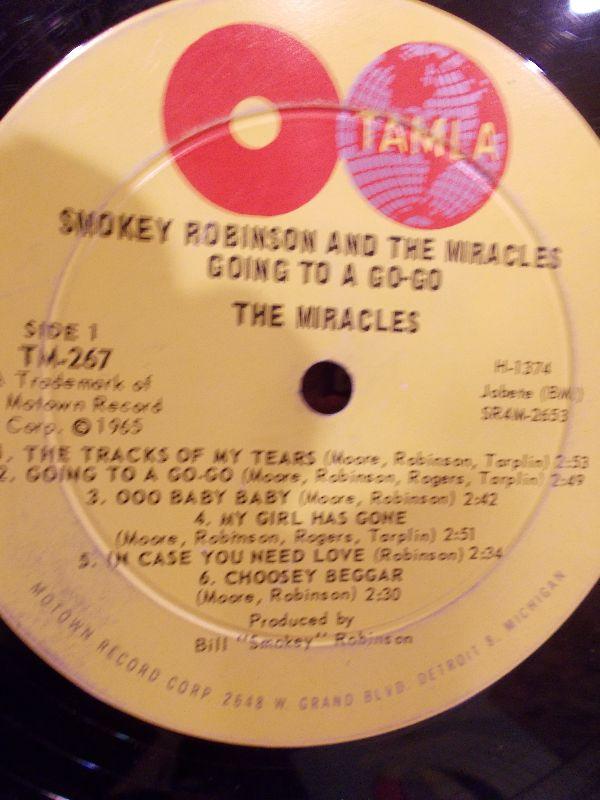 TAMLA
SMOKEY ROBINSON AND THE MIRACLES
GOING TO A GO-GO
THE MIRACLES
SIDE 1
TM-267
Trademark of
Motown Record
Corp. © 1965
H-1374
Jobete (BMI)
SR4M-2653
1. THE TRACKS OF MY TEARS (Moore, Robinson, Tarplin) 2:53
2. GOING TO A GO-GO (Moore, Robinson, Rogers, Tarplin) 2:49
3. OOO BABY BABY (Moore, Robinson) 2:42
4. MY GIRL HAS GONE
(Moore, Robinson, Rogers, Tarplin) 2:51
5. IN CASE YOU NEED LOVE (Robinson) 2:34
6. CHOOSEY BEGGAR
(Moore, Robinson) 2:30
Produced by
Bill "Smokey" Robinson
MOTOWN RECORD CORP. 2648 W. GRAND BLVD. DETROIT 8, MICHIGAN